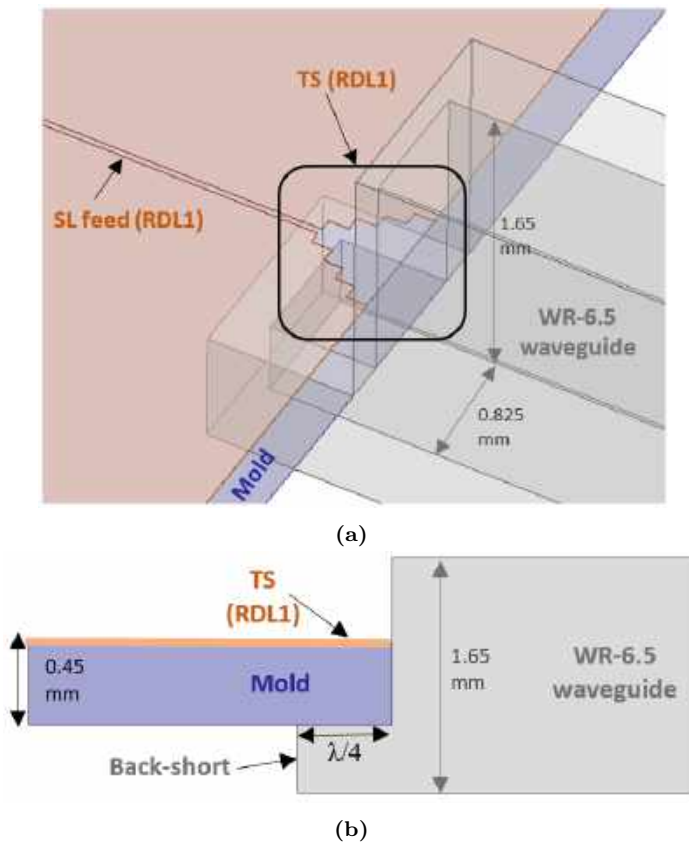 TS (RDL1)
SL feed (RDL1)
1.65
mm
WR-6.5
waveguide
0.825
mm
Mold
(a)
TS
(RDL1)
0.45
mm
Mold
1.65
mm
WR-6.5
waveguide
λ/4
Back-short
(b)